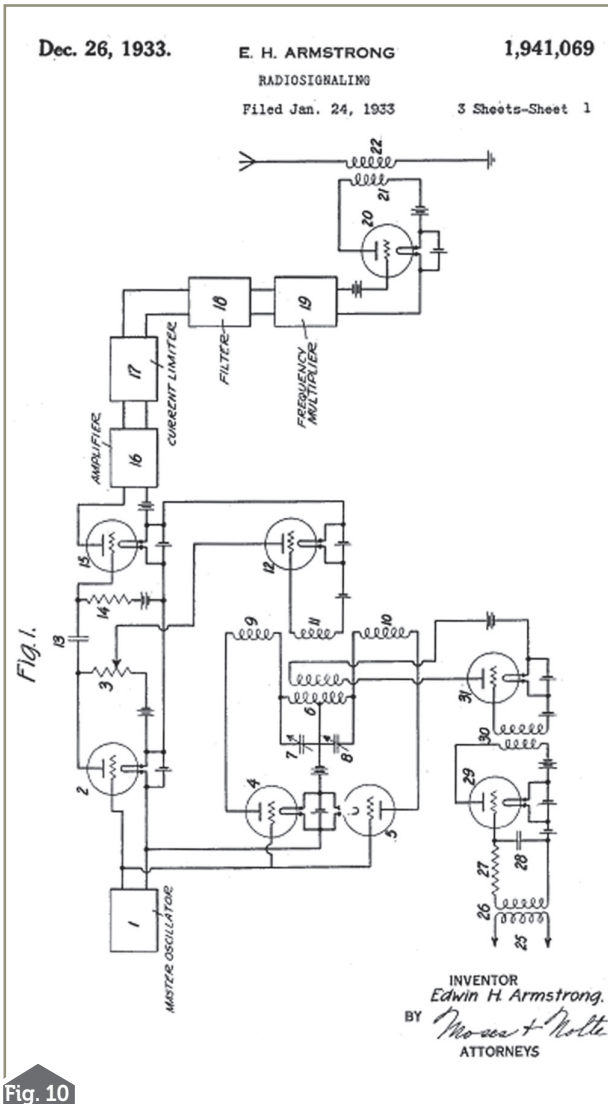 Dec. 26, 1933.
E. H. ARMSTRONG
1,941,069
RADIOSIGNALING
Filed Jan. 24, 1933
3 Sheets-Sheet 1
Fig. 1.
22
21
20
19
FREQUENCY MULTIPLIER
18
FILTER
17
CURRENT LIMITER
16
AMPLIFIER
15
14
13
12
3
2
1
MASTER OSCILLATOR
9
11
10
6
7
8
4
5
31
30
29
28
27
26
25
INVENTOR
Edwin H. Armstrong.
BY Moses & Nolte
ATTORNEYS
Fig. 10